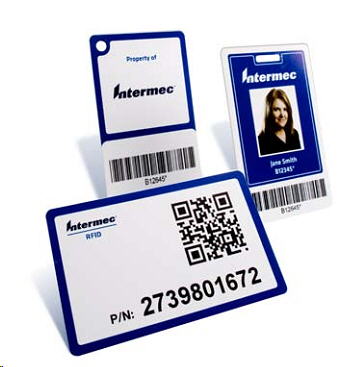 Property of
Intermec
B12645*
Intermec
Jane Smith
B12345*
B12645*
Intermec
RFID
P/N: 2739801672